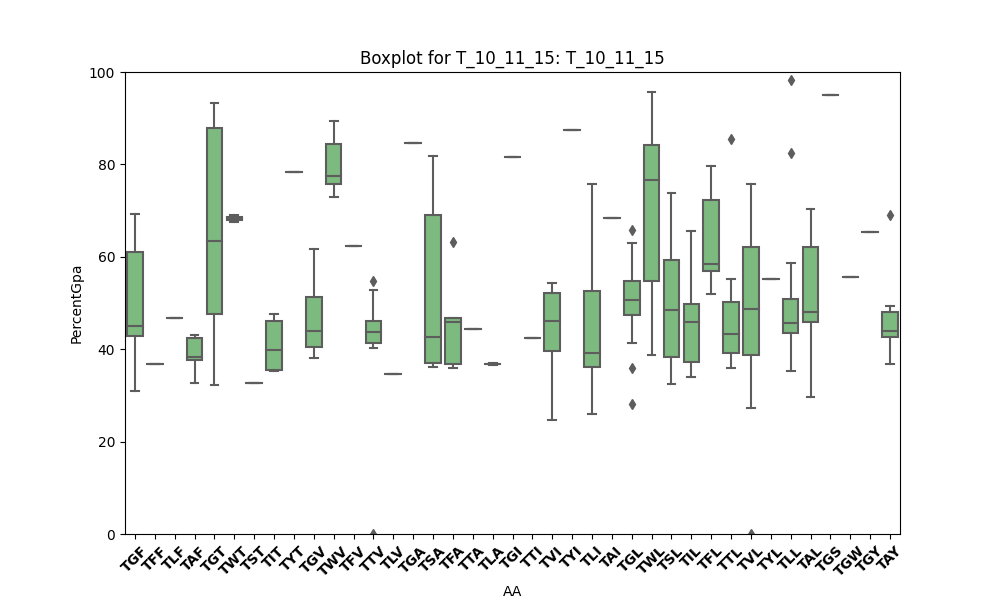 Boxplot for T_10_11_15: T_10_11_15
PercentGpa
100
80
60
40
20
0
TGF TFF TLF TAF TGT TWT TST TIT TYT TGV TWV TFV TTV TLV TGA TSA TFA TTA TLA TGI TTI TVI TYI TLI TAI TGL TWL TSL TIL TFL TTL TVL TYL TLL TAL TGS TGW TGY TAY
AA